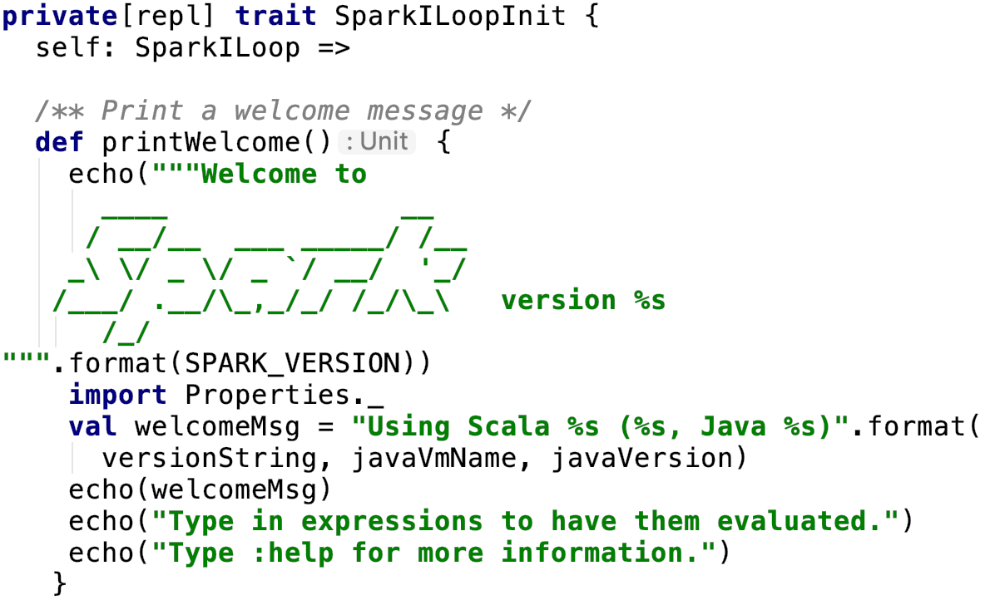 private[repl] trait SparkILoopInit {
  self: SparkILoop =>

  /** Print a welcome message */
  def printWelcome() : Unit {
    echo("""Welcome to
      ____              __
     / __/__  ___ _____/ /__
    _\ \/ _ \/ _ `/ __/  '_/
   /___/ .__/\_,_/_/ /_/\_\   version %s
      /_/
""".format(SPARK_VERSION))
    import Properties._
    val welcomeMsg = "Using Scala %s (%s, Java %s)".format(
      versionString, javaVmName, javaVersion)
    echo(welcomeMsg)
    echo("Type in expressions to have them evaluated.")
    echo("Type :help for more information.")
   }